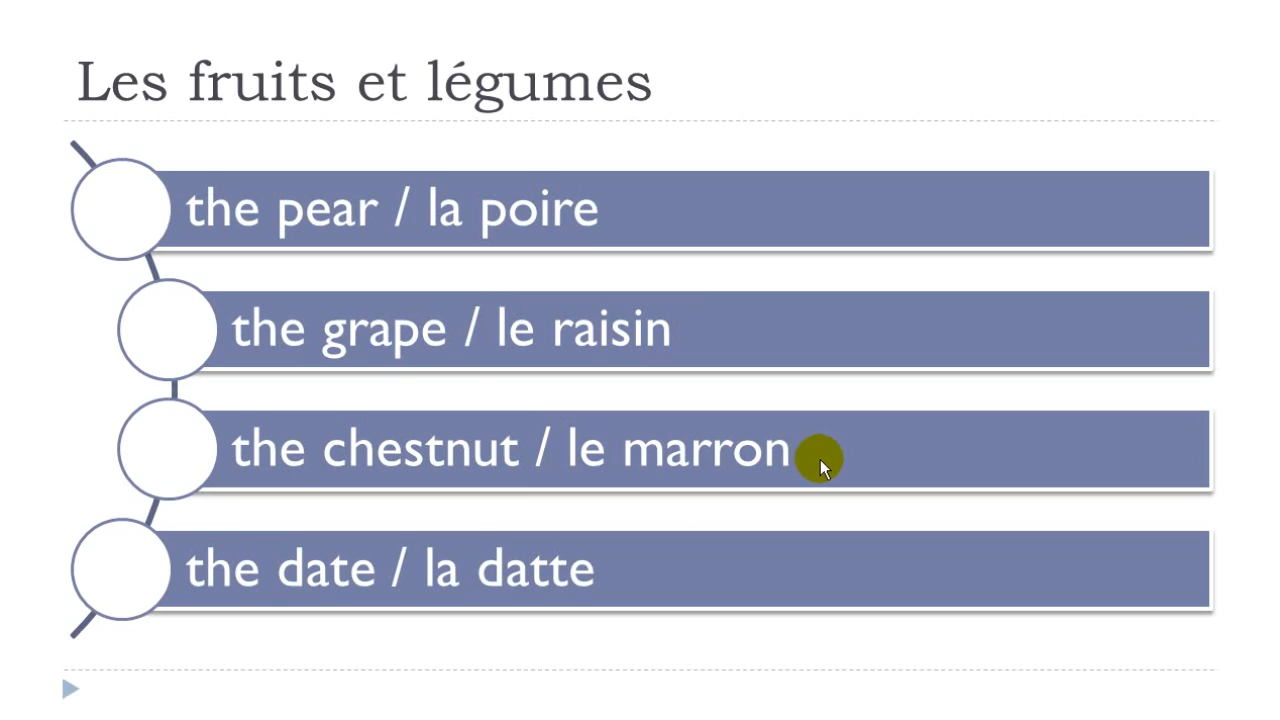 Les fruits et légumes
the pear / la poire
the grape / le raisin
the chestnut / le marron
the date / la datte